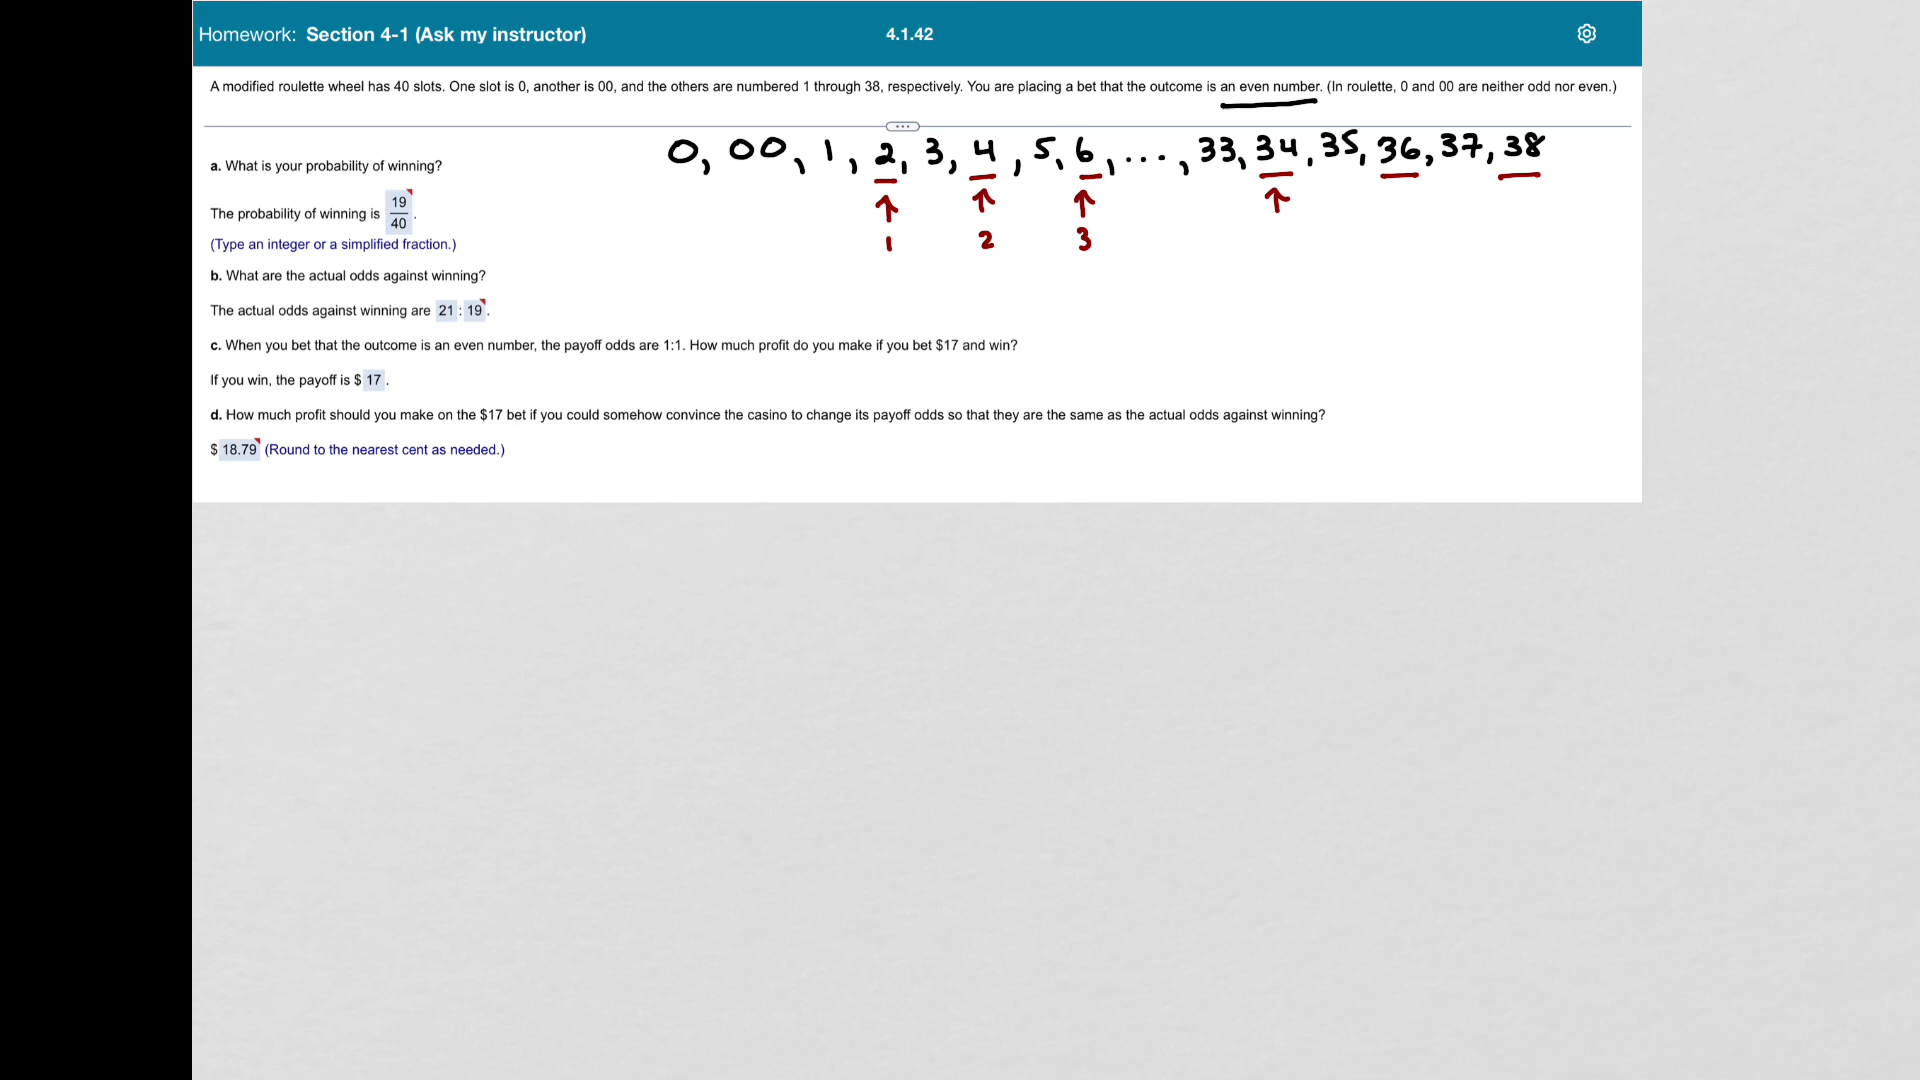 Homework: Section 4-1 (Ask my instructor) 4.1.42
A modified roulette wheel has 40 slots. One slot is 0, another is 00, and the others are numbered 1 through 38, respectively. You are placing a bet that the outcome is an even number. (In roulette, 0 and 00 are neither odd nor even.)
0, 00, 1, 2, 3, 4, 5, 6, ..., 33, 34, 35, 36, 37, 38
a. What is your probability of winning?
The probability of winning is 19/40.
1 2 3
(Type an integer or a simplified fraction.)
b. What are the actual odds against winning?
The actual odds against winning are 21 : 19.
c. When you bet that the outcome is an even number, the payoff odds are 1:1. How much profit do you make if you bet $17 and win?
If you win, the payoff is $ 17.
d. How much profit should you make on the $17 bet if you could somehow convince the casino to change its payoff odds so that they are the same as the actual odds against winning?
$ 18.79 (Round to the nearest cent as needed.)